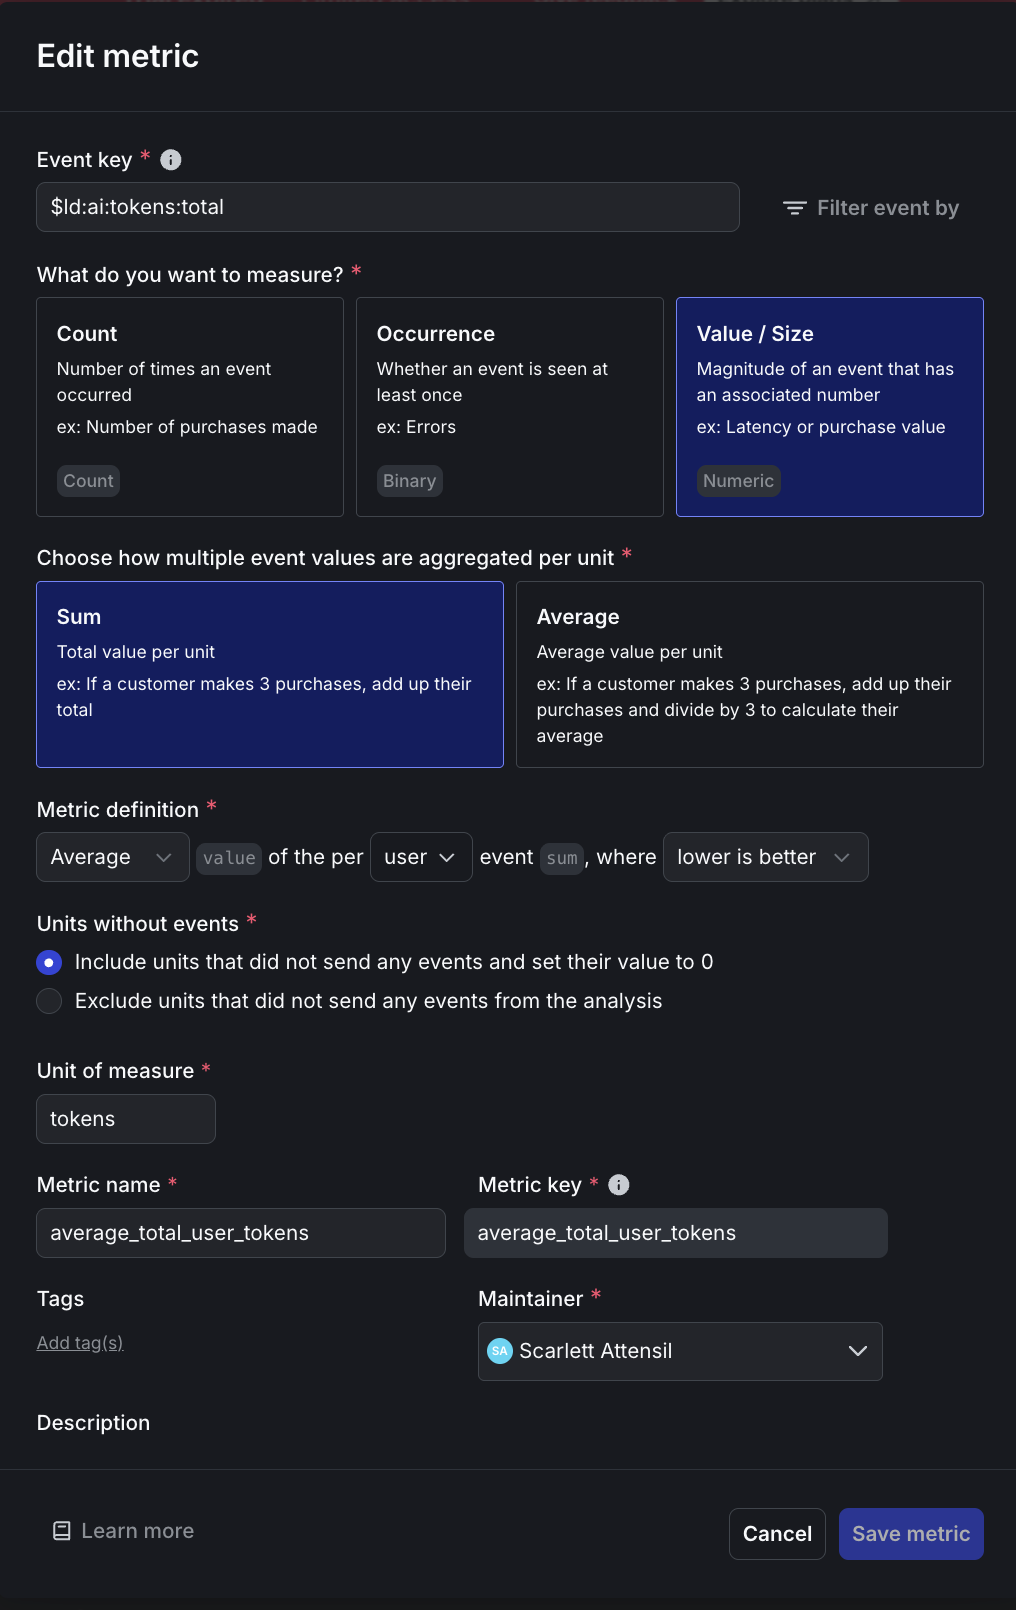 Edit metric
Event key *
$ld:ai:tokens:total
Filter event by
What do you want to measure? *
Count
Number of times an event
occurred
ex: Number of purchases made
Count
Occurrence
Whether an event is seen at
least once
ex: Errors
Binary
Value / Size
Magnitude of an event that has
an associated number
ex: Latency or purchase value
Numeric
Choose how multiple event values are aggregated per unit *
Sum
Total value per unit
ex: If a customer makes 3 purchases, add up their
total
Average
Average value per unit
ex: If a customer makes 3 purchases, add up their
purchases and divide by 3 to calculate their
average
Metric definition *
Average value of the per user event sum, where lower is better
Units without events *
Include units that did not send any events and set their value to 0
Exclude units that did not send any events from the analysis
Unit of measure *
tokens
Metric name *
average_total_user_tokens
Metric key *
average_total_user_tokens
Tags
Add tag(s)
Maintainer *
SA Scarlett Attensil
Description
Learn more
Cancel
Save metric